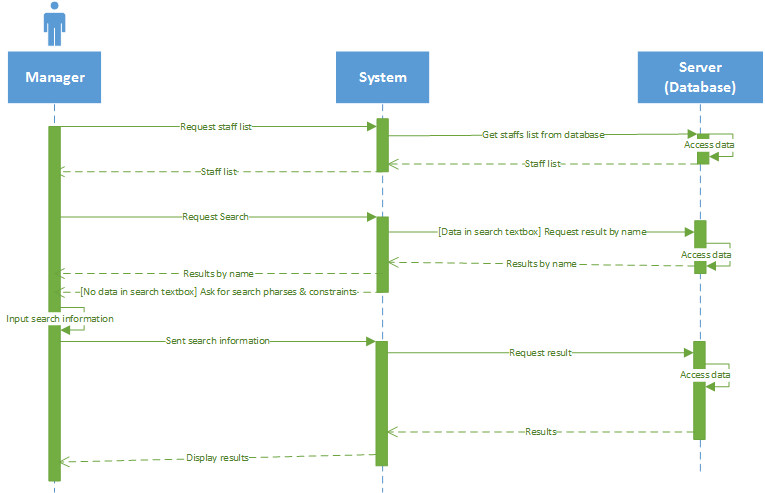 Manager
System
Server
(Database)
Request staff list
Get staffs list from database
Access data
Staff list
Staff list
Request Search
[Data in search textbox] Request result by name
Access data
Results by name
Results by name
[No data in search textbox] Ask for search pharses & constraints
Input search information
Sent search information
Request result
Access data
Results
Display results